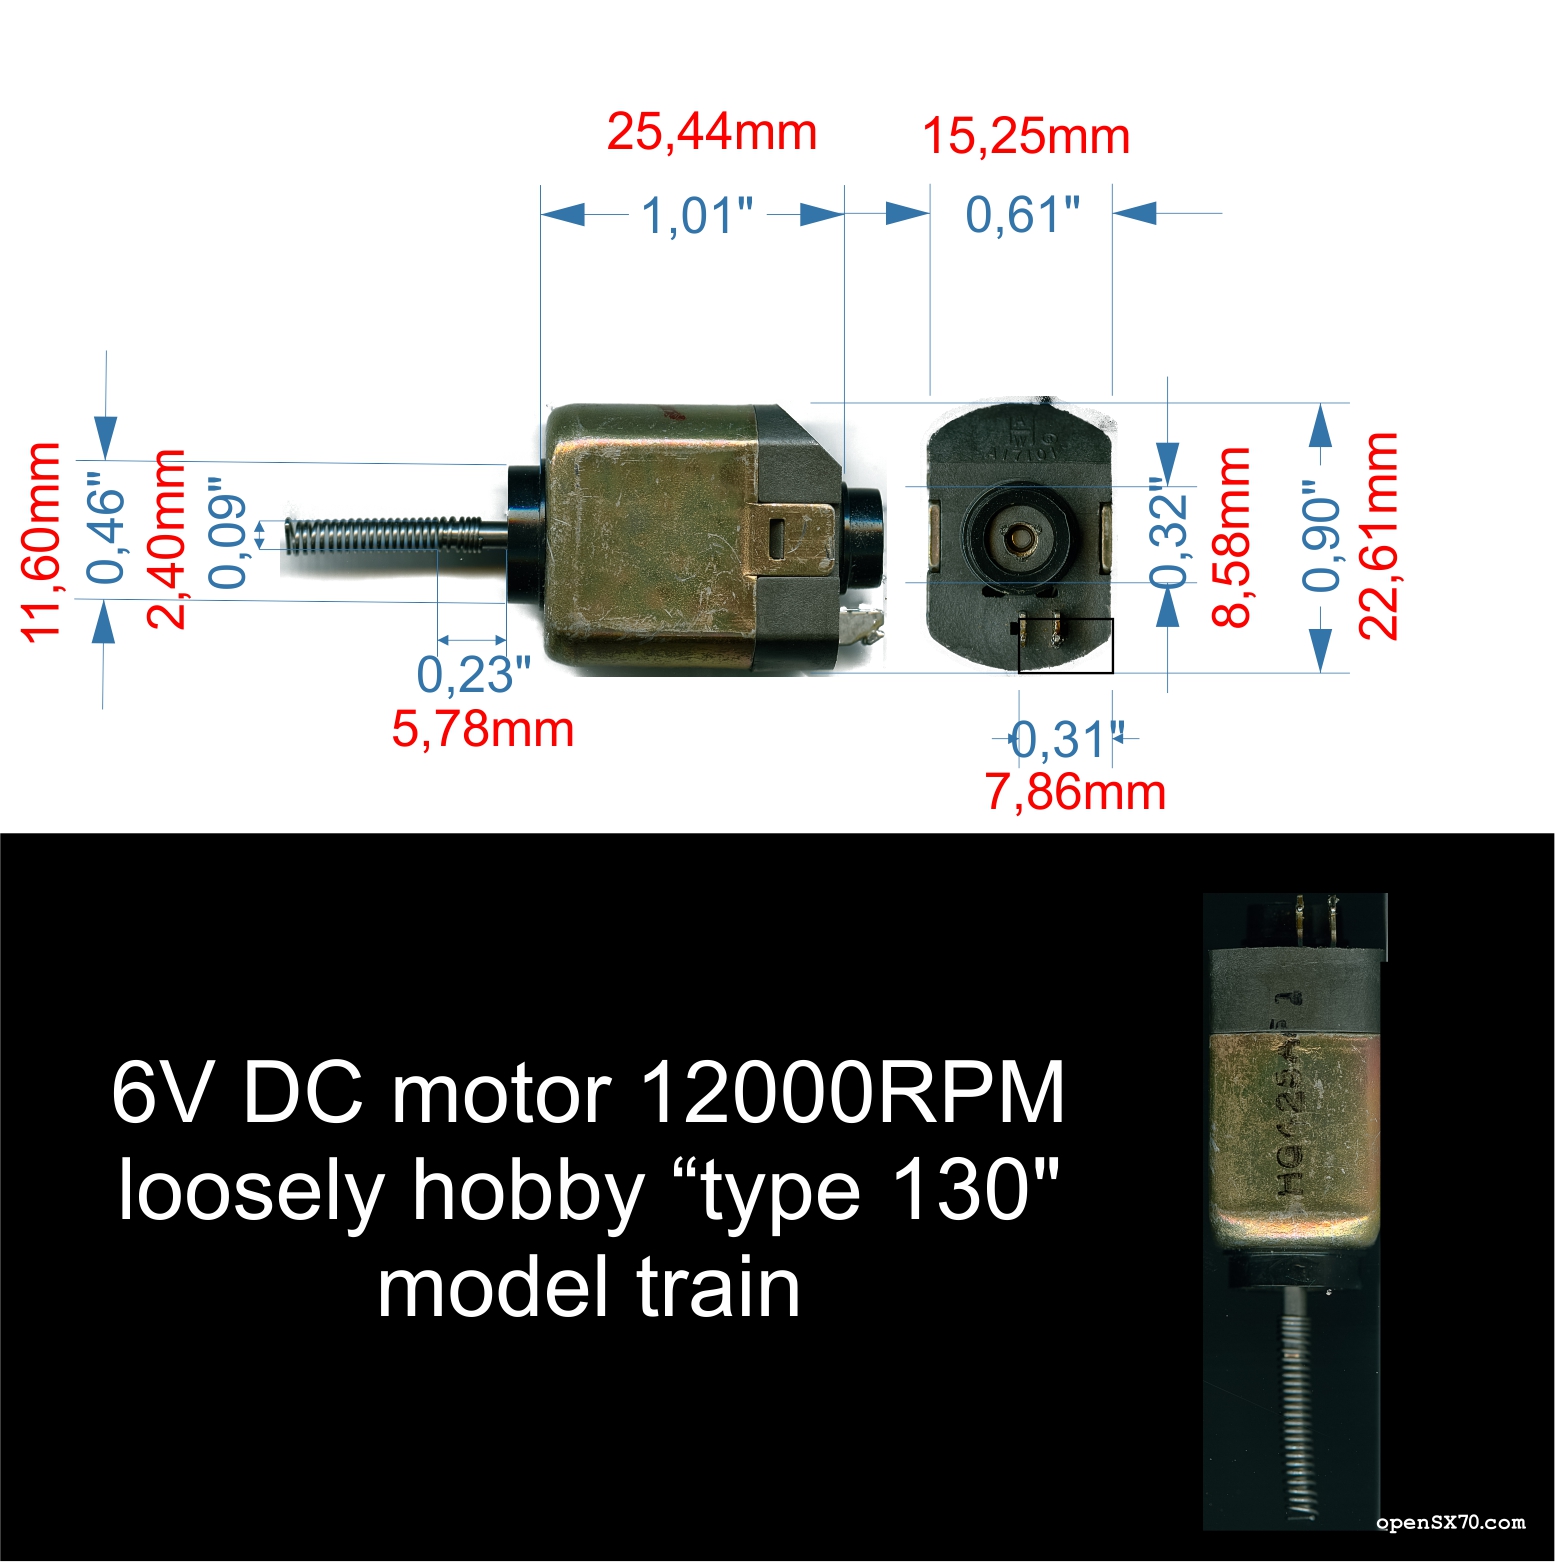 25,44mm
15,25mm
1,01"
0,61"
11,60mm
0,46"
2,40mm
0,09"
0,32"
8,58mm
0,90"
22,61mm
0,23"
5,78mm
0,31"
7,86mm
6V DC motor 12000RPM
loosely hobby “type 130"
model train
openSX70.com